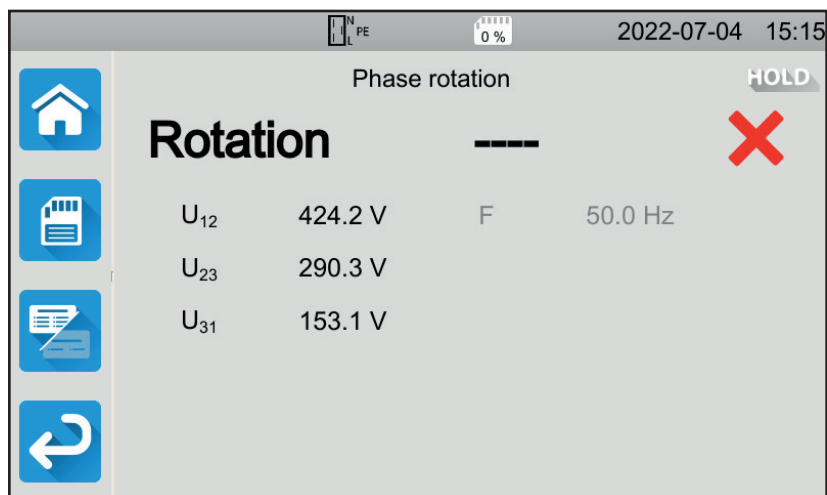 N
L PE 0 % 2022-07-04 15:15
Phase rotation HOLD
Rotation ----
U12 424.2 V F 50.0 Hz
U23 290.3 V
U31 153.1 V